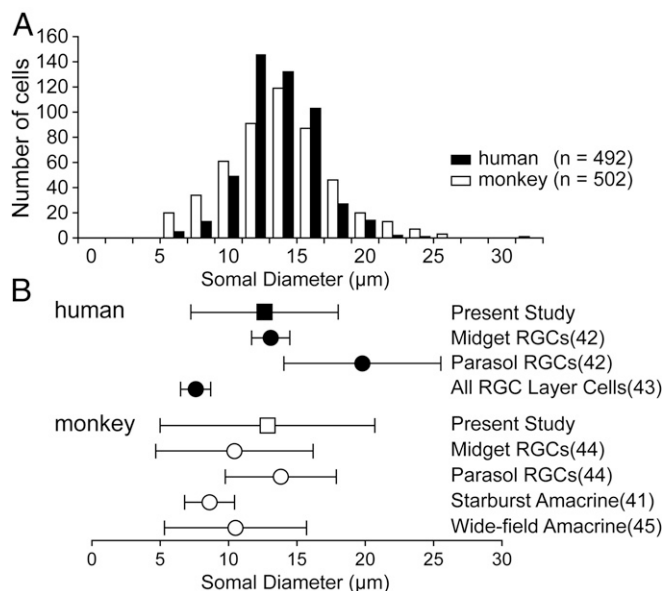 A
160
140
120
100
80
60
40
20
0
Number of cells
human (n = 492)
monkey (n = 502)
0 5 10 15 20 25 30
Somal Diameter (µm)
B
human
Present Study
Midget RGCs(42)
Parasol RGCs(42)
All RGC Layer Cells(43)
monkey
Present Study
Midget RGCs(44)
Parasol RGCs(44)
Starburst Amacrine(41)
Wide-field Amacrine(45)
0 5 10 15 20 25 30
Somal Diameter (µm)